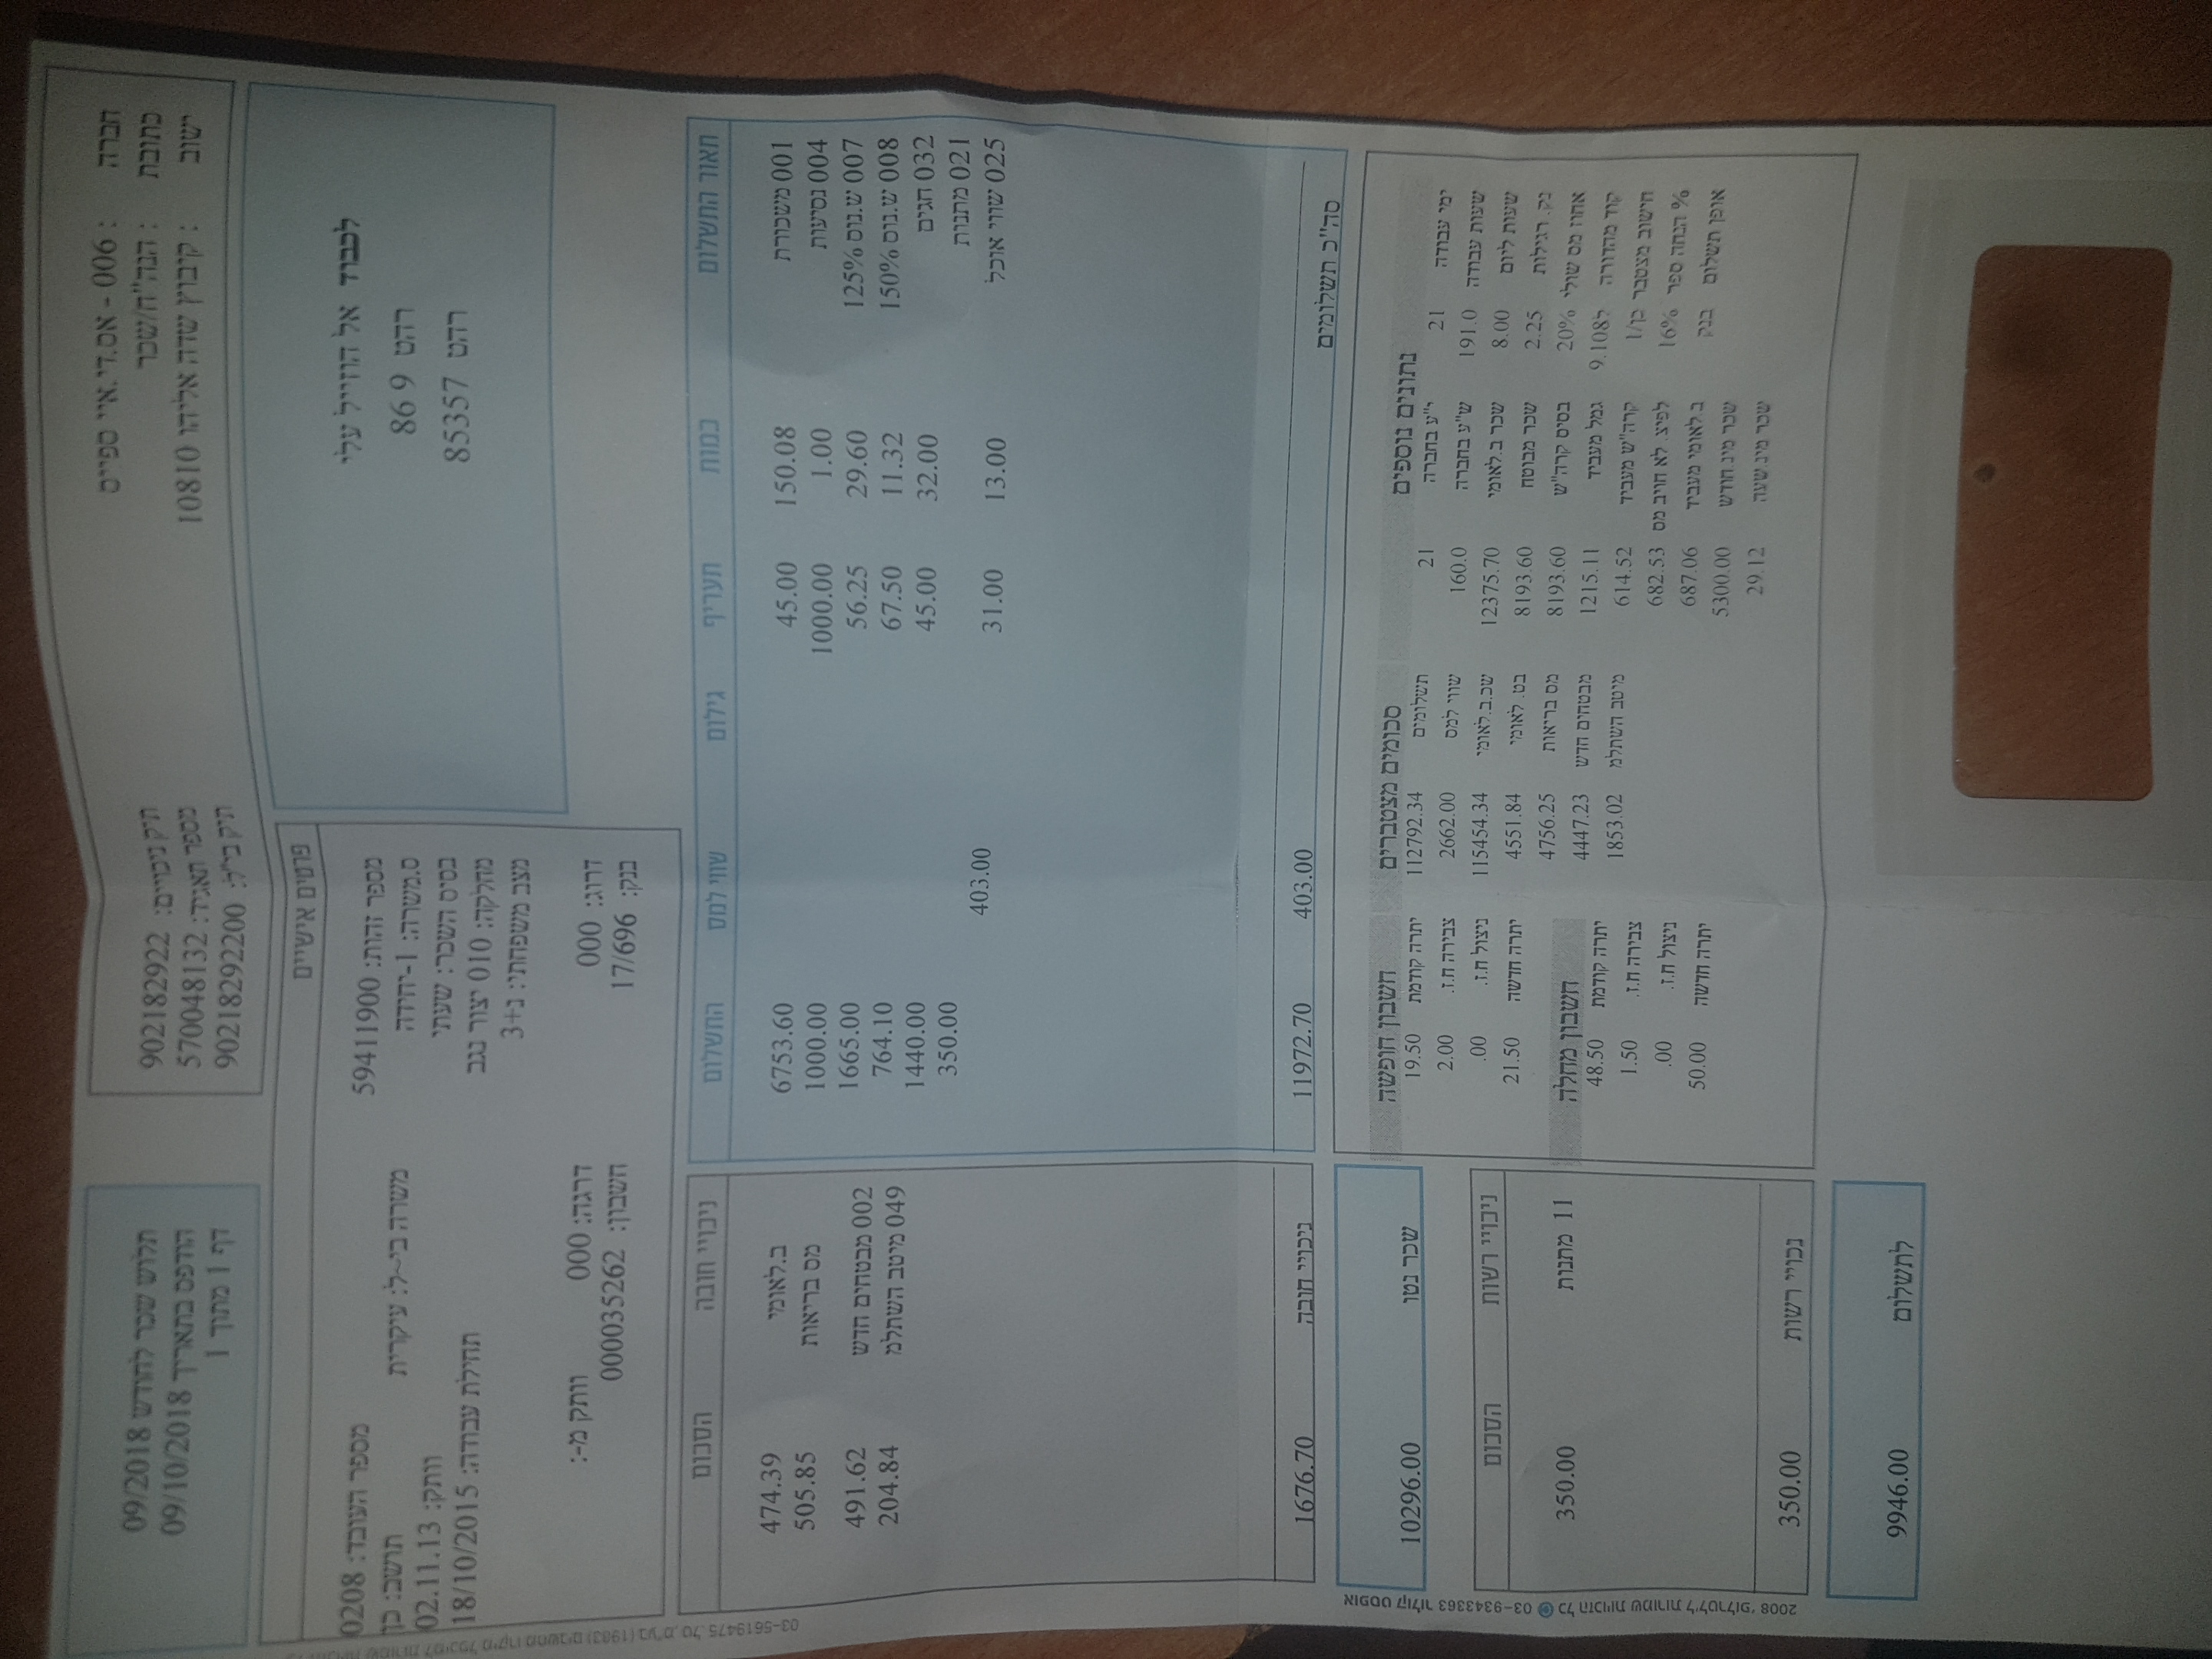 חברה : 006 - אס.די.איי ספייס
כתובת : הנה"ח/שכר
ישוב : קיבוץ שדה אליהו 10810
תיק ניכויים: 902182922
מספר תאגיד: 570048132
תיק בי"ל: 90218292200
תלוש שכר לחודש 09/2018
הודפס בתאריך 09/10/2018
דף 1 מתוך 1
לכבוד אל הוזייל עלי
רהט 9 86
רהט 85357
פרטים אישיים
מספר זהות: 59411900 מספר העובד: 0208
ס.משרה: 1-יחידה משרה בי~ל: עיקרית תושב: כן
בסיס השכר: שעתי וותק: 02.11.13
מחלקה: 010 יצור נגב תחילת עבודה: 18/10/2015
מצב משפחתי: נ+3
דרוג: 000 דרגה: 000 וותק מ-:
בנק: 17/696 חשבון: 000035262
תאור התשלום כמות תעריף גילום שווי למס התשלום
001 משכורת 150.08 45.00 6753.60
004 נסיעות 1.00 1000.00 1000.00
007 ש.נוס 125% 29.60 56.25 1665.00
008 ש.נוס 150% 11.32 67.50 764.10
032 חגים 32.00 45.00 1440.00
021 מתנות 350.00
025 שווי אוכל 13.00 31.00 403.00
סה"כ תשלומים 403.00 11972.70
ניכויי חובה הסכום
ב.לאומי 474.39
מס בריאות 505.85
002 מבטחים חדש 491.62
049 מיטב השתלמ 204.84
ניכויי חובה 1676.70
שכר נטו 10296.00
ניכויי רשות הסכום
11 מתנות 350.00
נכויי רשות 350.00
לתשלום 9946.00
נתונים נוספים
ימי עבודה 21 י"ע בחברה 21
שעות עבודה 191.0 ש"ע בחברה 160.0
שעות ליום 8.00 שכר ב.לאומי 12375.70
נק. רגילות 2.25 שכר מבוטח 8193.60
אחוז מס שולי 20% בסיס קרה"ש 8193.60
קוד מהדורה ל9.108 גמל מעביד 1215.11
חישוב מצטבר כן/1 קרה"ש מעביד 614.52
% הנחה ספר 16% לפיצ. לא חויב מס 682.53
אופן תשלום בנק ב.לאומי מעביד 687.06
שכר מינ.חודש 5300.00
שכר מינ.שעה 29.12
סכומים מצטברים
תשלומים 112792.34
שווי למס 2662.00
שכ.ב.לאומי 115454.34
בט. לאומי 4551.84
מס בריאות 4756.25
מבטחים חדש 4447.23
מיטב השתלמ 1853.02
חשבון חופשה
יתרה קודמת 19.50
צבירה ח.ז. 2.00
ניצול ח.ז. .00
יתרה חדשה 21.50
חשבון מחלה
יתרה קודמת 48.50
צבירה ח.ז. 1.50
ניצול ח.ז. .00
יתרה חדשה 50.00
שמורות למיכפל מיקרו מחשבים (1983) בע"מ, טל. 03-5619475
אופסט קולור 03-9343363 © כל הזכויות שמורות ל'לטרלופ' 2008